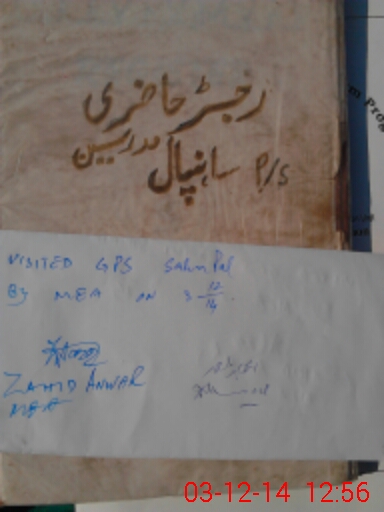 رجسٹر حاضری
مدرسین
P/S ساہنپال
VISITED GPS Sahn Pal
By MEA ON 3-12/14.
ZAHID ANWAR
MEA
03-12-14 12:56